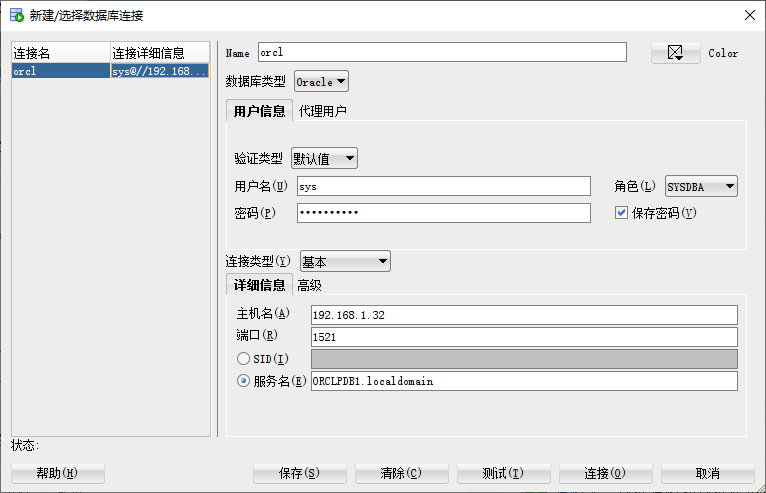 新建/选择数据库连接
连接名 连接详细信息
orcl sys@//192.168...
Name orcl Color
数据库类型 Oracle
用户信息 代理用户
验证类型 默认值
用户名(U) sys 角色(L) SYSDBA
密码(P) •••••••••• 保存密码(V)
连接类型(Y) 基本
详细信息 高级
主机名(A) 192.168.1.32
端口(R) 1521
SID(I)
服务名(E) ORCLPDB1.localdomain
状态:
帮助(H) 保存(S) 清除(C) 测试(T) 连接(O) 取消